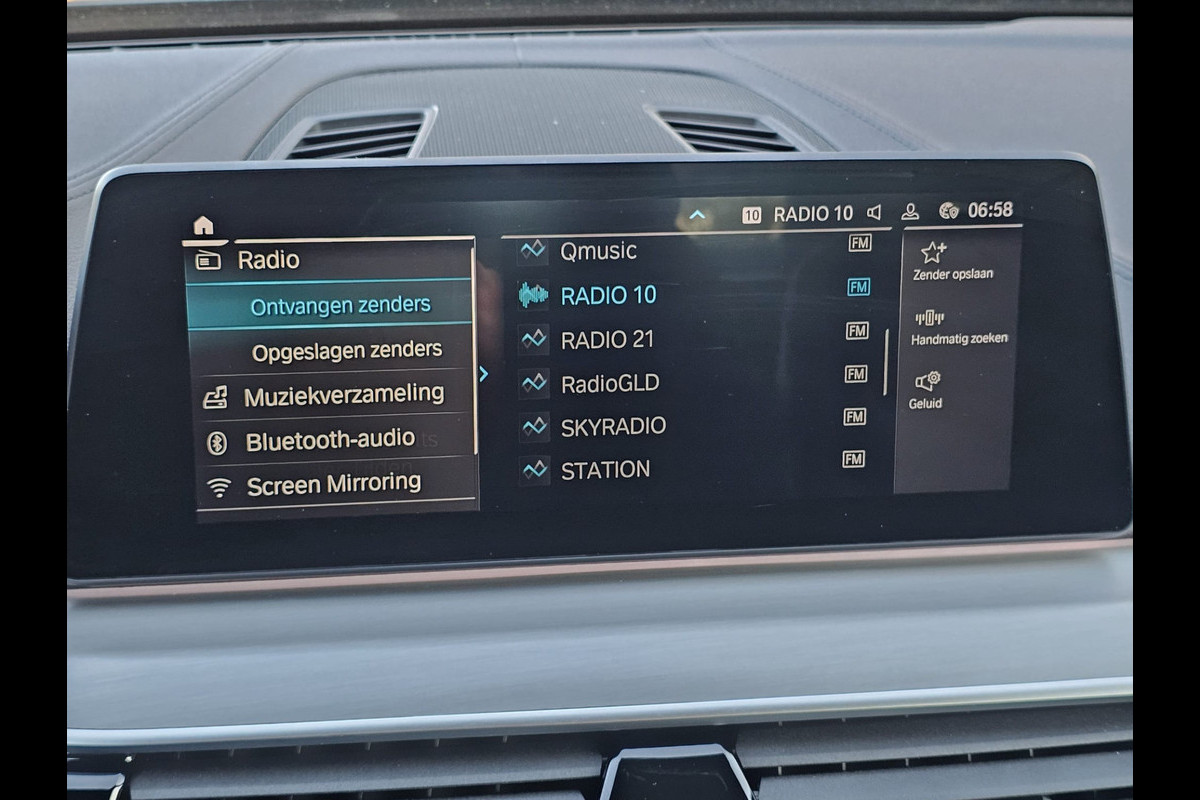 10 RADIO 10 06:58
Radio
Ontvangen zenders
Opgeslagen zenders
Muziekverzameling
Bluetooth-audio
Screen Mirroring
Qmusic FM
RADIO 10 FM
RADIO 21 FM
RadioGLD FM
SKYRADIO FM
STATION FM
Zender opslaan
Handmatig zoeken
Geluid